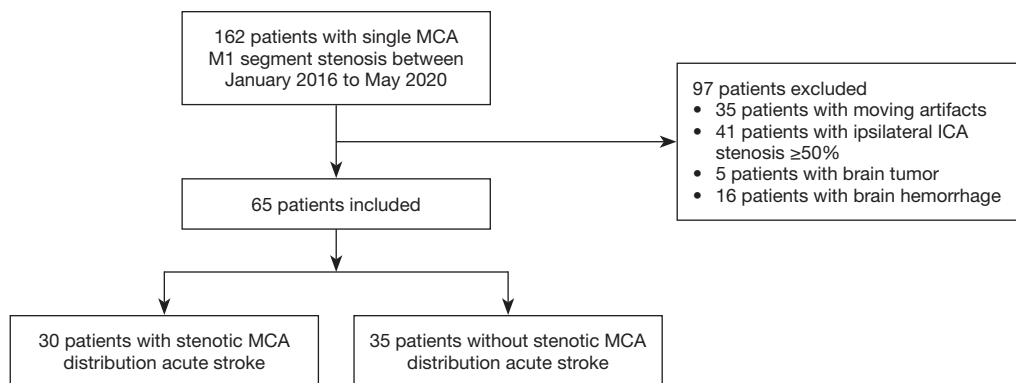 162 patients with single MCA
M1 segment stenosis between
January 2016 to May 2020
97 patients excluded
• 35 patients with moving artifacts
• 41 patients with ipsilateral ICA
stenosis ≥50%
• 5 patients with brain tumor
• 16 patients with brain hemorrhage
65 patients included
30 patients with stenotic MCA
distribution acute stroke
35 patients without stenotic MCA
distribution acute stroke